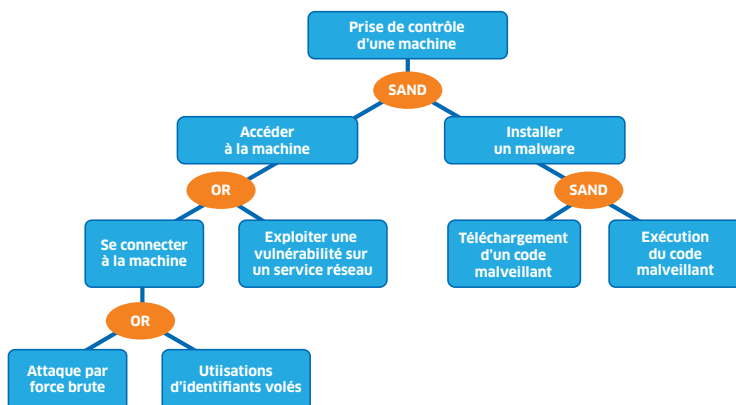 Prise de contrôle
d'une machine
SAND
Accéder
à la machine
Installer
un malware
OR
SAND
Se connecter
à la machine
Exploiter une
vulnérabilité sur
un service réseau
Téléchargement
d'un code
malveillant
Exécution
du code
malveillant
OR
Attaque par
force brute
Utiisations
d'identifiants volés